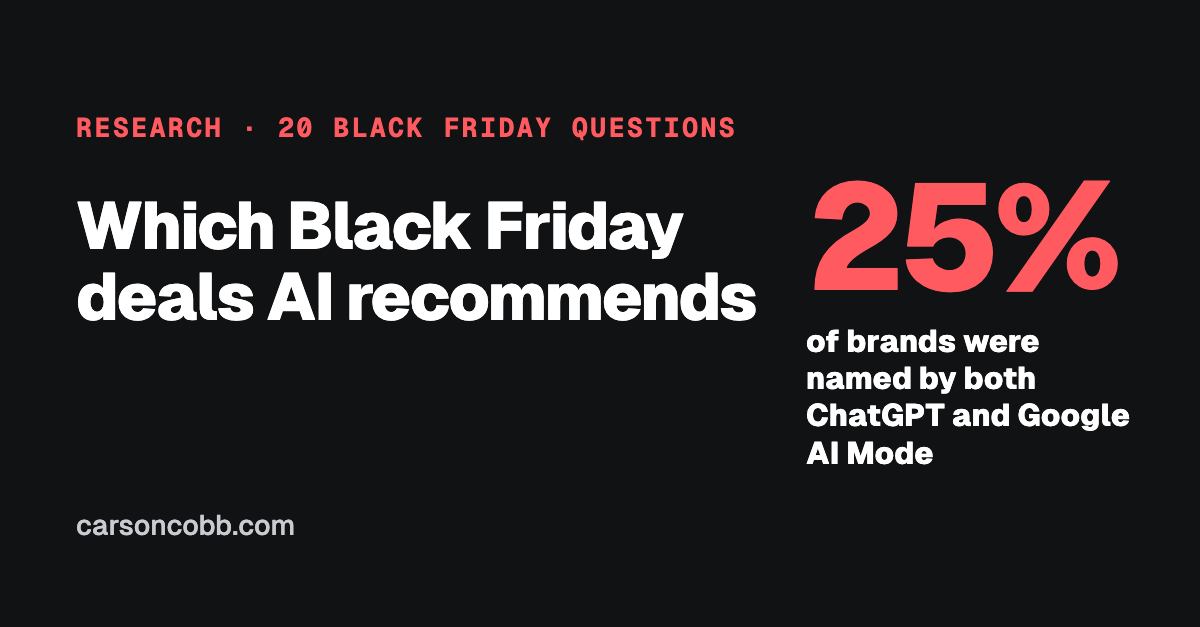 RESEARCH · 20 BLACK FRIDAY QUESTIONS
Which Black Friday
deals AI recommends
25%
of brands were
named by both
ChatGPT and Google
AI Mode
carsoncobb.com